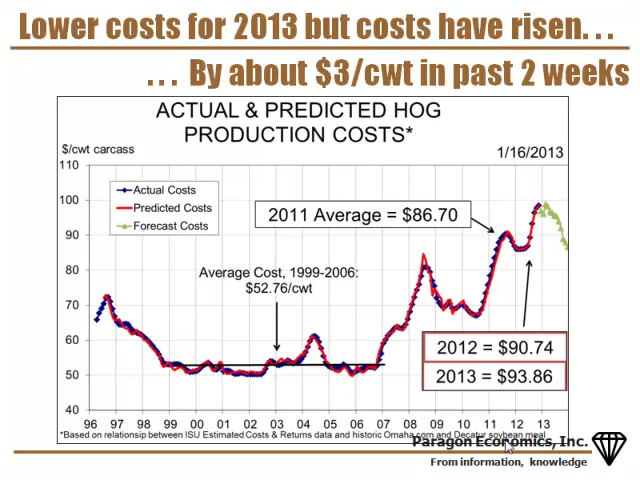 Lower costs for 2013 but costs have risen. . .
. . . By about $3/cwt in past 2 weeks
ACTUAL & PREDICTED HOG
PRODUCTION COSTS*
$/cwt carcass
1/16/2013
110
100
90
80
70
60
50
40
Actual Costs
Predicted Costs
Forecast Costs
2011 Average = $86.70
Average Cost, 1999-2006:
$52.76/cwt
2012 = $90.74
2013 = $93.86
96 97 98 99 00 01 02 03 04 05 06 07 08 09 10 11 12 13
*Based on relationsip between ISU Estimated Costs & Returns data and historic Omaha corn and Decatur soybean meal
Paragon Economics, Inc.
From information, knowledge